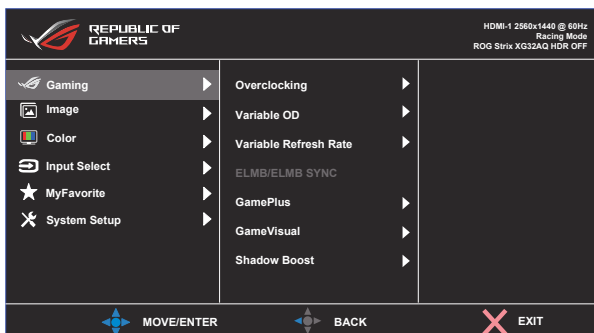 REPUBLIC OF
GAMERS
HDMI-1 2560x1440 @ 60Hz
Racing Mode
ROG Strix XG32AQ HDR OFF
Gaming
Image
Color
Input Select
MyFavorite
System Setup
Overclocking
Variable OD
Variable Refresh Rate
ELMB/ELMB SYNC
GamePlus
GameVisual
Shadow Boost
MOVE/ENTER
BACK
EXIT